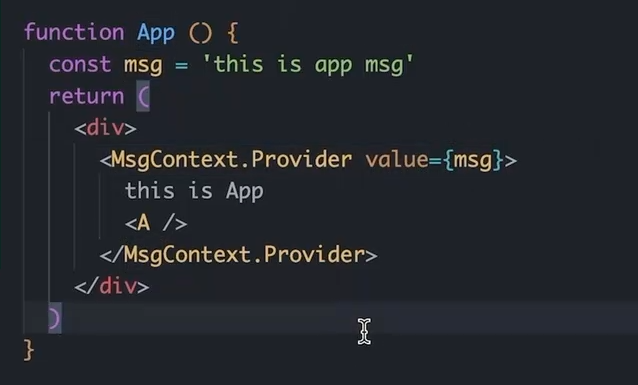 function App () {
const msg = 'this is app msg'
return (
<div>
<MsgContext.Provider value={msg}>
this is App
<A />
</MsgContext.Provider>
</div>
)
}